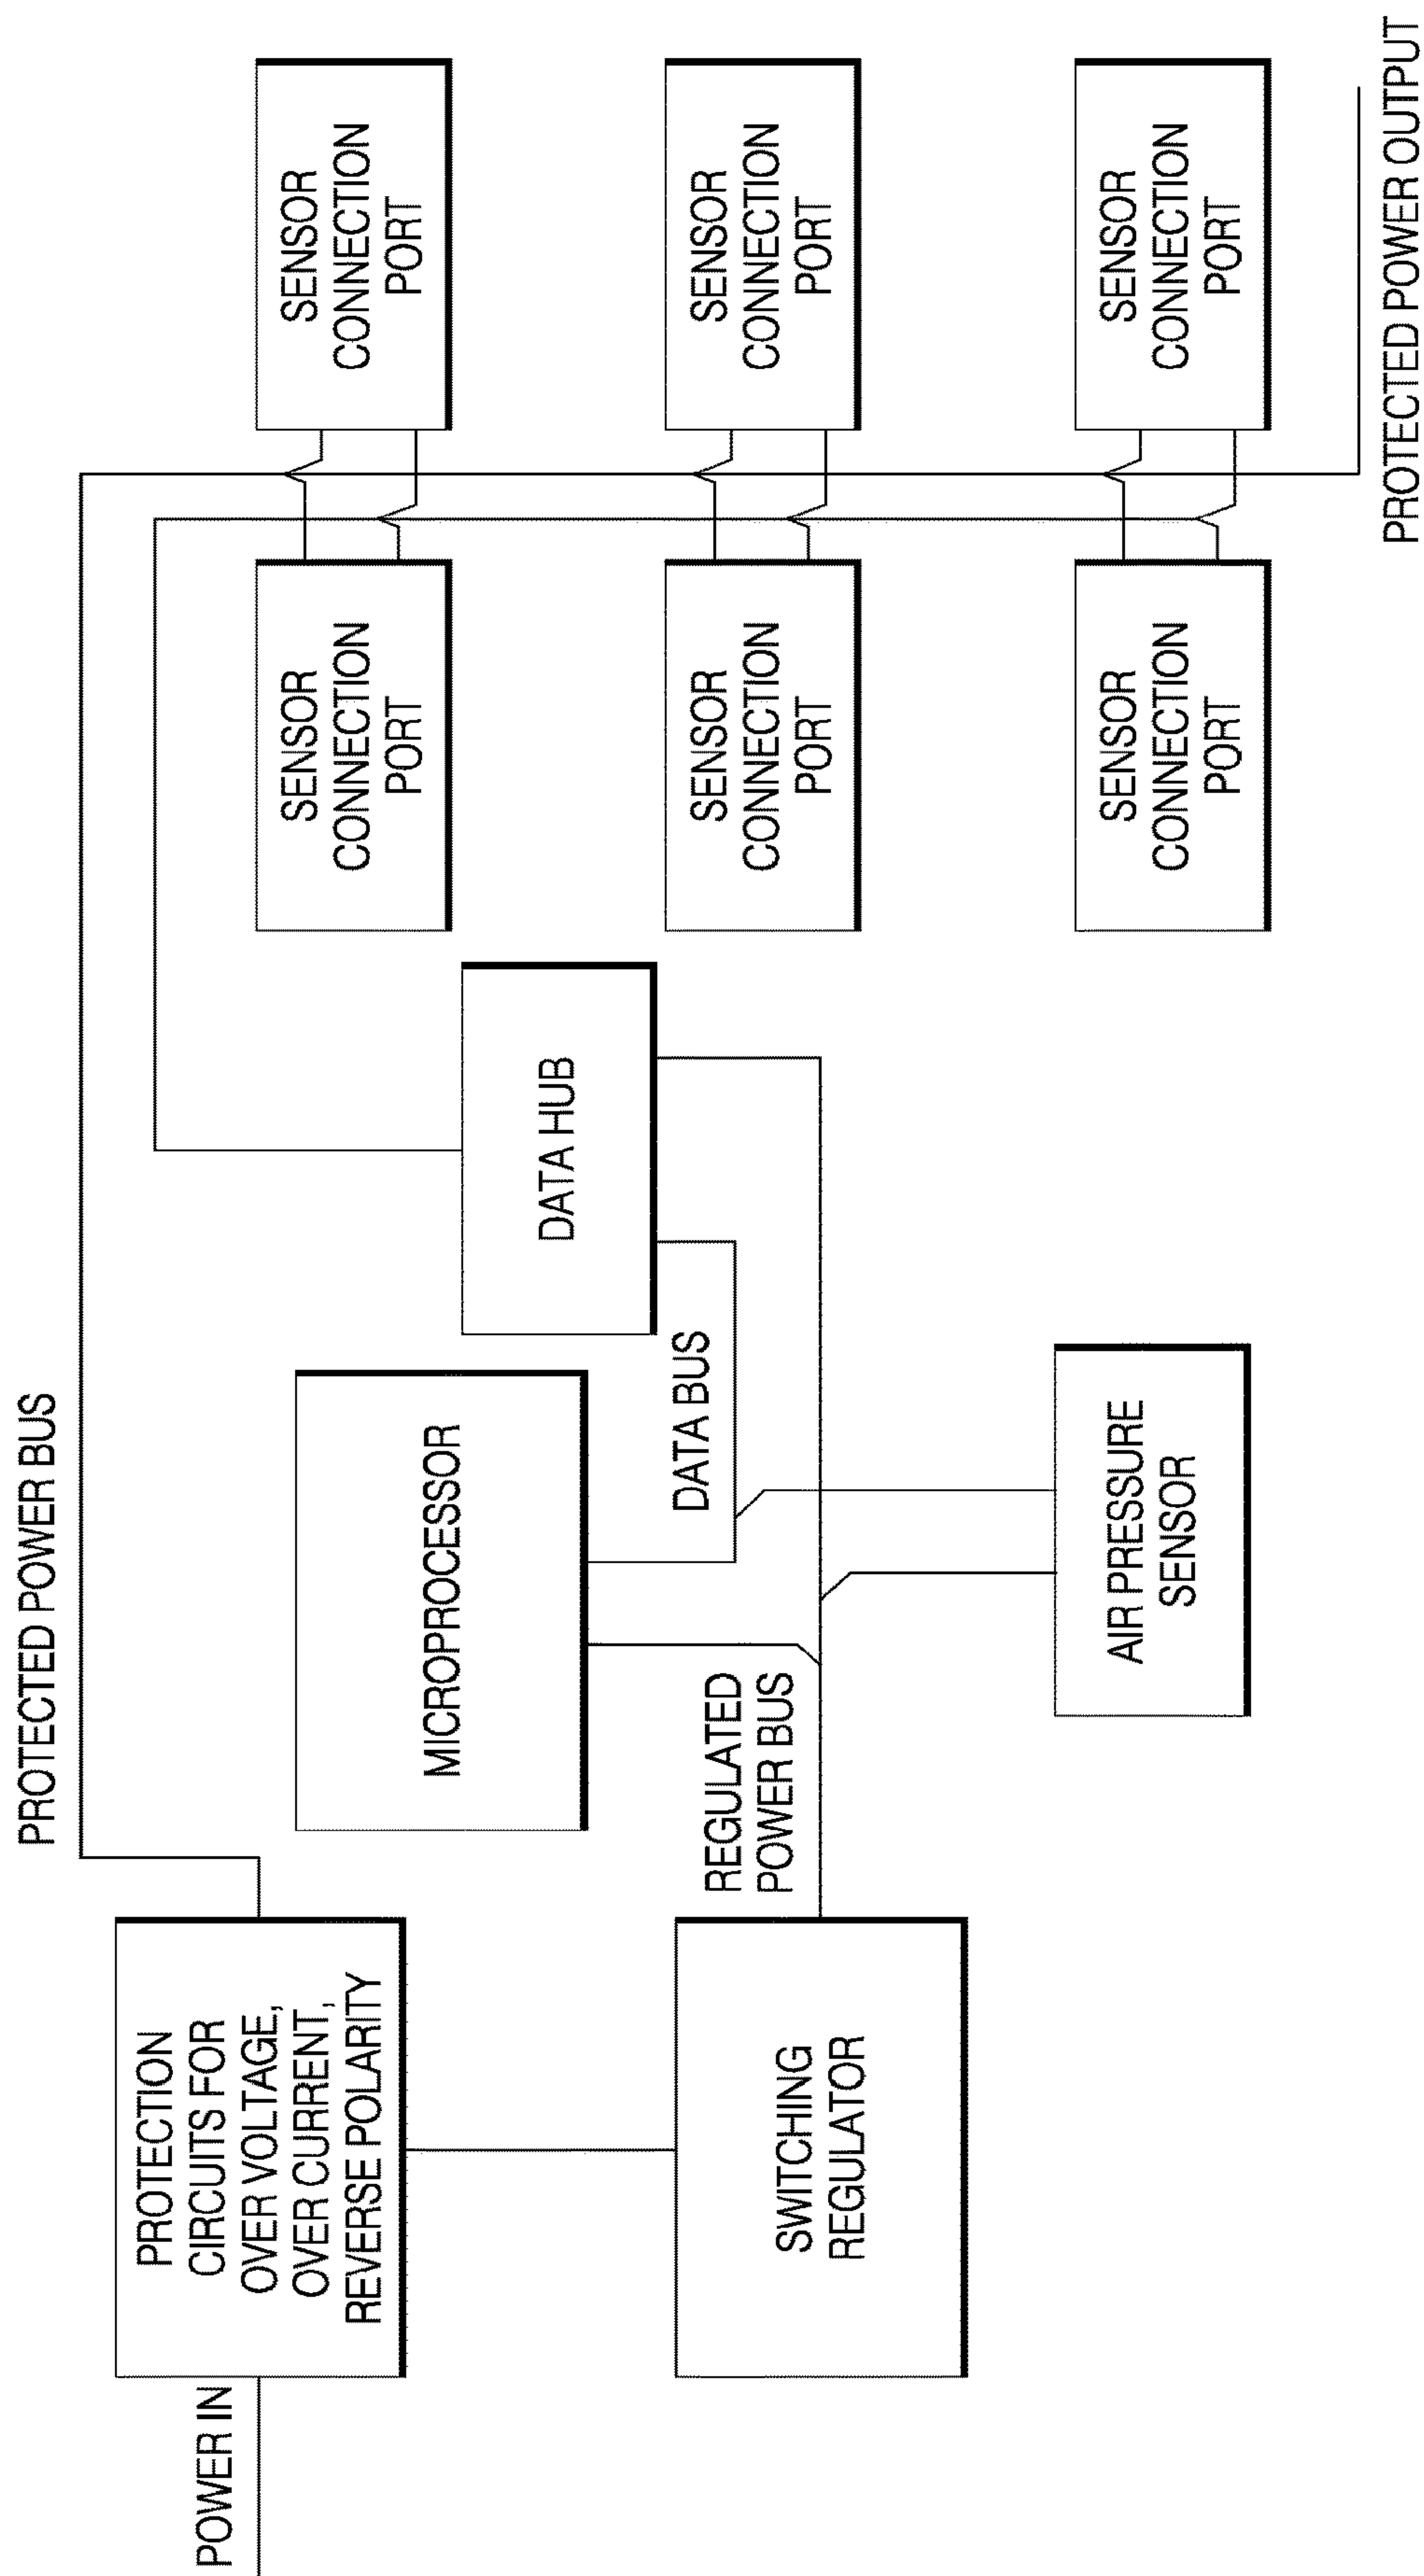 PROTECTED POWER BUS
POWER IN
PROTECTION
CIRCUITS FOR
OVER VOLTAGE,
OVER CURRENT,
REVERSE POLARITY
MICROPROCESSOR
DATA HUB
DATA BUS
REGULATED
POWER BUS
SWITCHING
REGULATOR
AIR PRESSURE
SENSOR
SENSOR
CONNECTION
PORT
SENSOR
CONNECTION
PORT
SENSOR
CONNECTION
PORT
SENSOR
CONNECTION
PORT
SENSOR
CONNECTION
PORT
SENSOR
CONNECTION
PORT
PROTECTED POWER OUTPUT